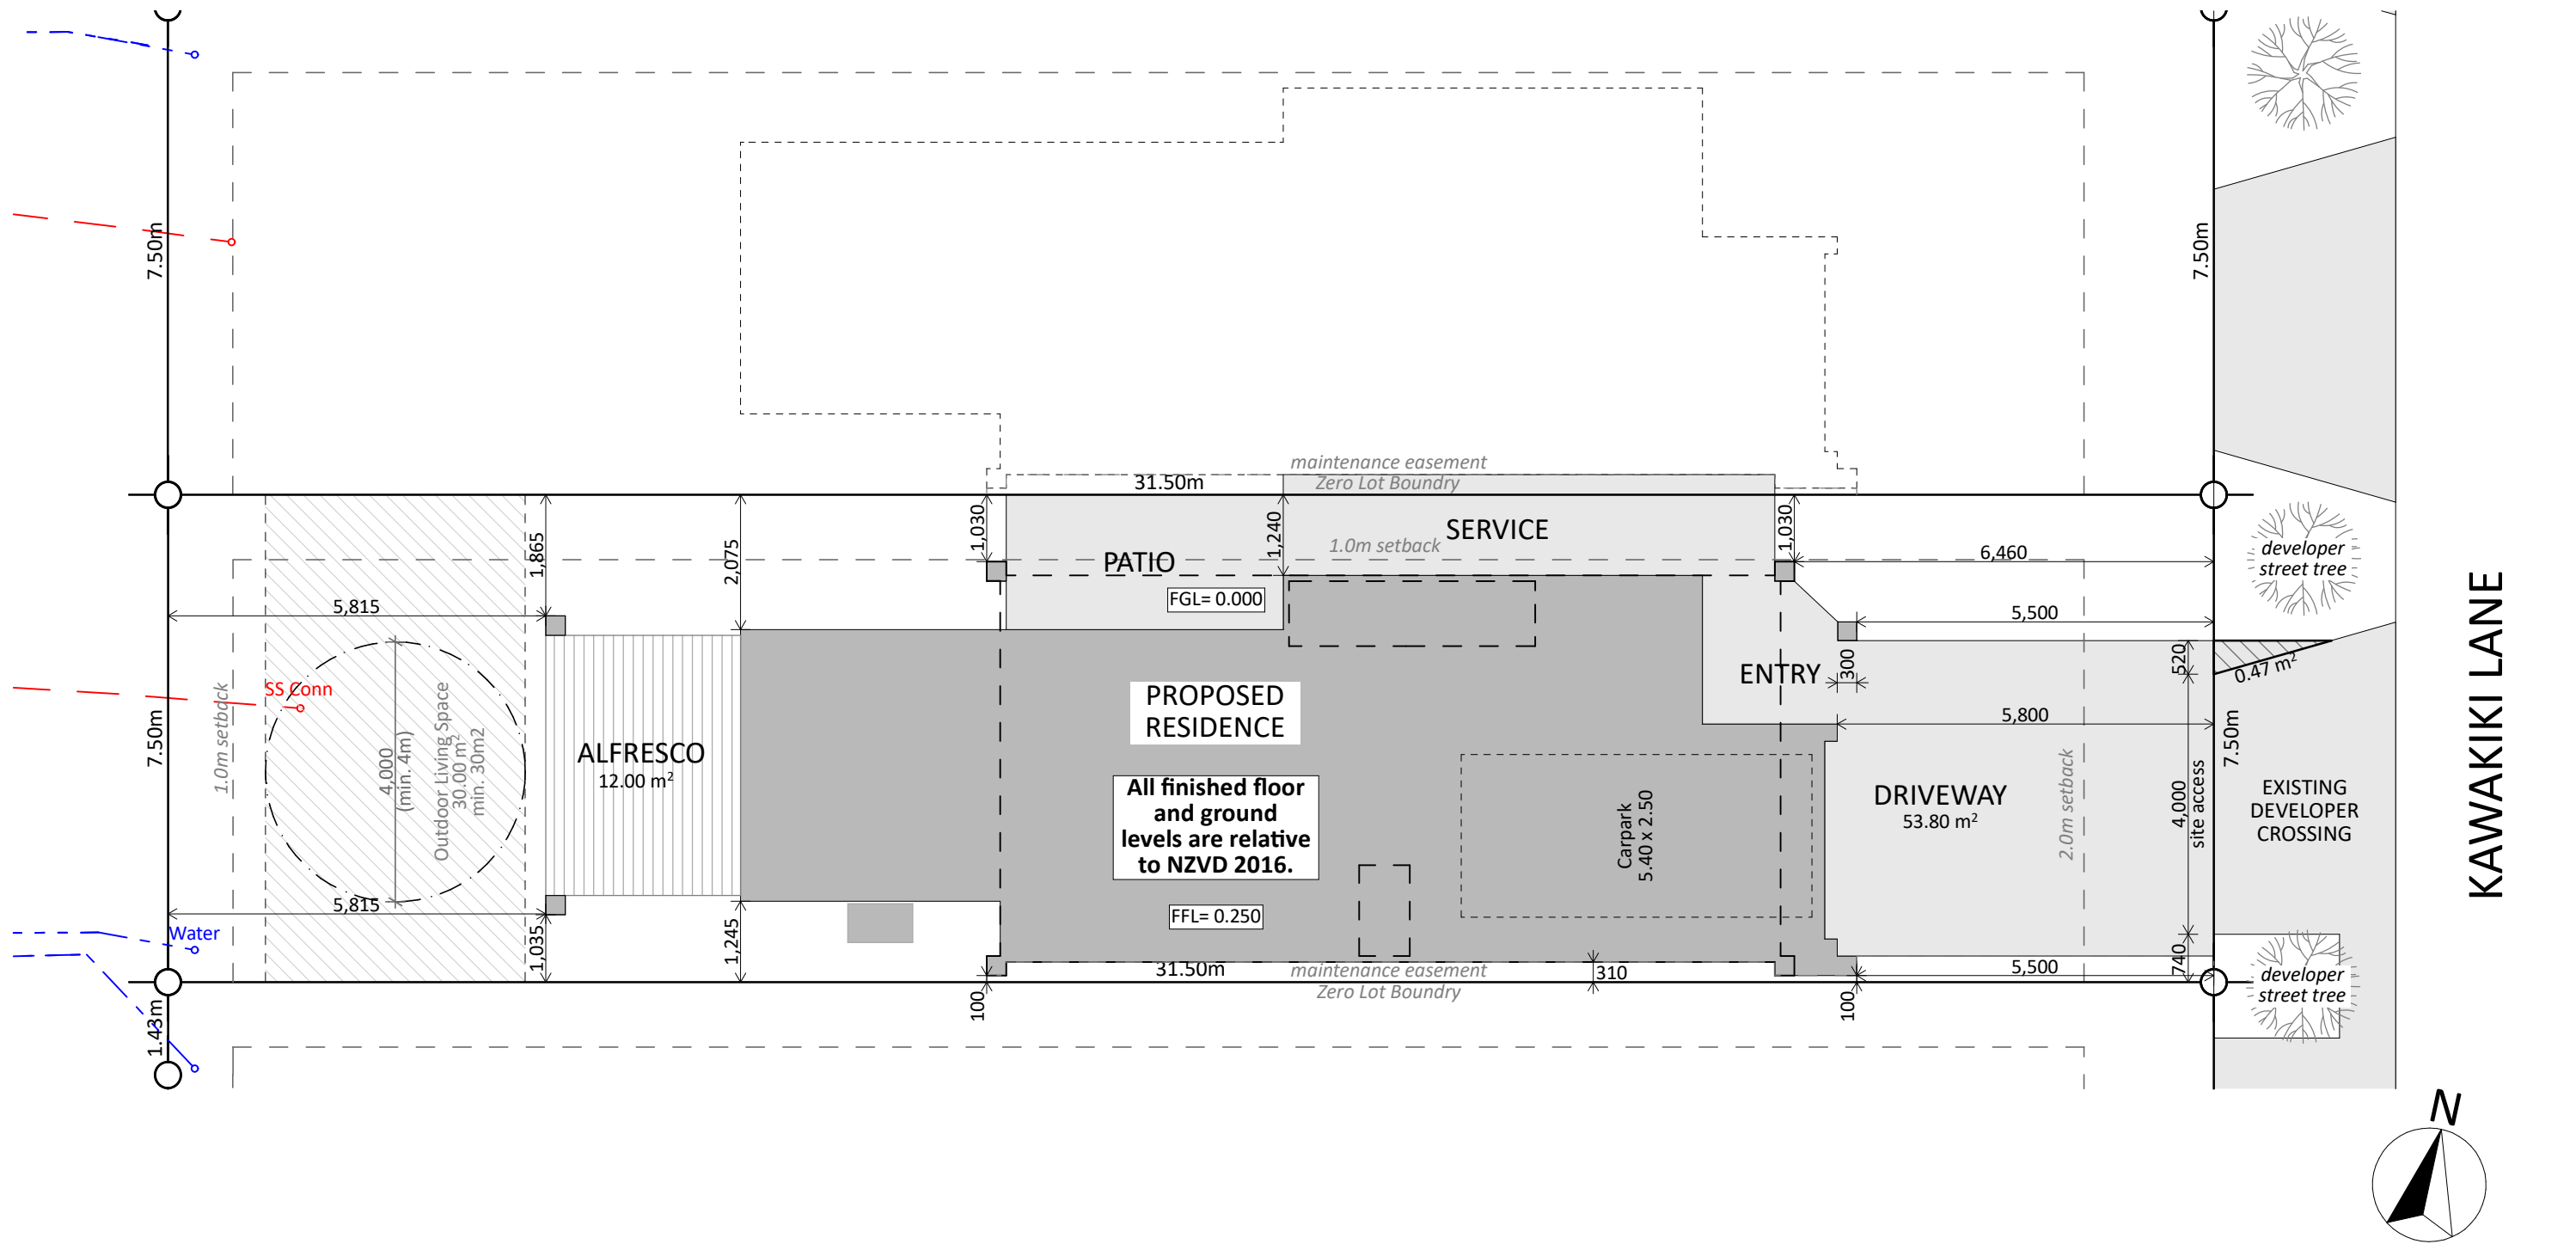 7.50m
7.50m
maintenance easement
31.50m
Zero Lot Boundry
1,865
2,075
1,030
1,240
SERVICE
1,030
1.0m setback
PATIO
6,460
developer
street tree
5,815
FGL= 0.000
5,500
ENTRY
300
520
0.47 m²
SS Conn
PROPOSED
RESIDENCE
5,800
7.50m
1.0m setback
4,000
(min. 4m)
Outdoor Living Space
30.00 m²
min. 30m2
ALFRESCO
12.00 m²
All finished floor
and ground
levels are relative
to NZVD 2016.
Carpark
5.40 x 2.50
DRIVEWAY
53.80 m²
2.0m setback
4,000
site access
7.50m
EXISTING
DEVELOPER
CROSSING
KAWAKIKI LANE
5,815
FFL= 0.250
Water
1,035
1,245
31.50m
maintenance easement
310
5,500
740
developer
street tree
Zero Lot Boundry
100
100
1.43m
N